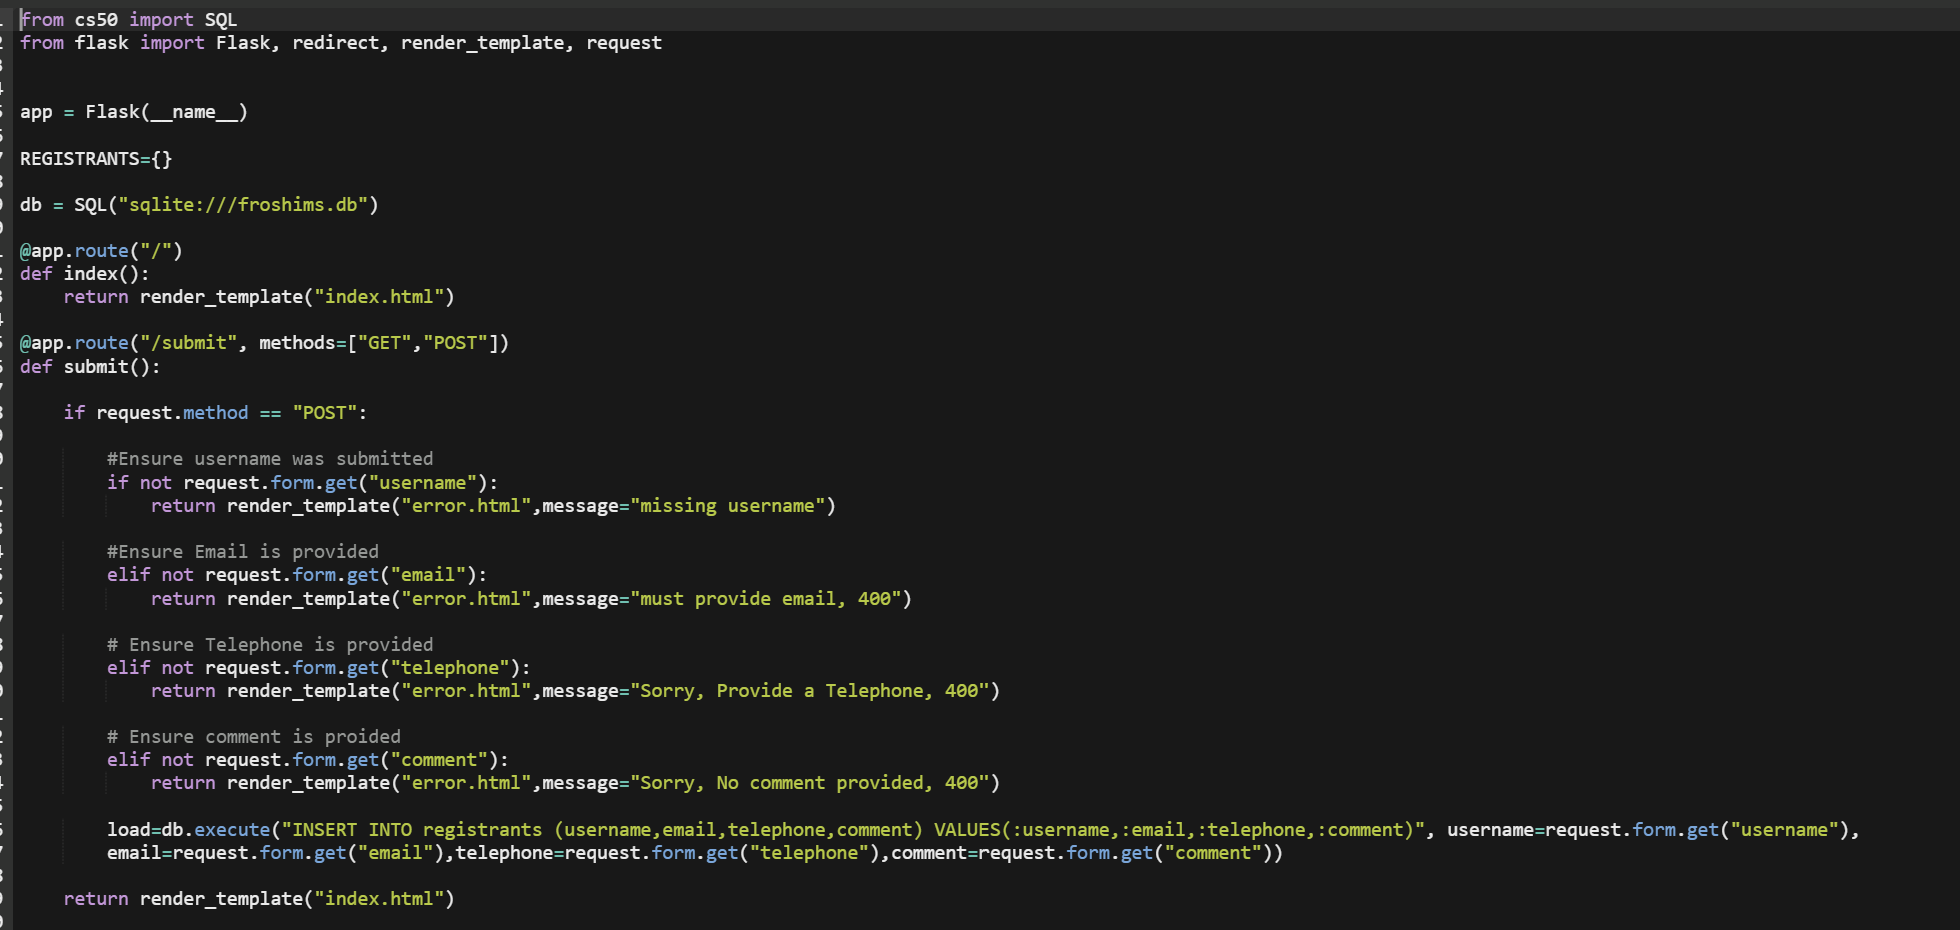 from cs50 import SQL
from flask import Flask, redirect, render_template, request
app = Flask(__name__)
REGISTRANTS={}
db = SQL("sqlite:///froshims.db")
@app.route("/")
def index():
    return render_template("index.html")
@app.route("/submit", methods=["GET","POST"])
def submit():
    if request.method == "POST":
        #Ensure username was submitted
        if not request.form.get("username"):
            return render_template("error.html",message="missing username")
        #Ensure Email is provided
        elif not request.form.get("email"):
            return render_template("error.html",message="must provide email, 400")
        # Ensure Telephone is provided
        elif not request.form.get("telephone"):
            return render_template("error.html",message="Sorry, Provide a Telephone, 400")
        # Ensure comment is proided
        elif not request.form.get("comment"):
            return render_template("error.html",message="Sorry, No comment provided, 400")
        load=db.execute("INSERT INTO registrants (username,email,telephone,comment) VALUES(:username,:email,:telephone,:comment)", username=request.form.get("username"),
        email=request.form.get("email"),telephone=request.form.get("telephone"),comment=request.form.get("comment"))
    return render_template("index.html")